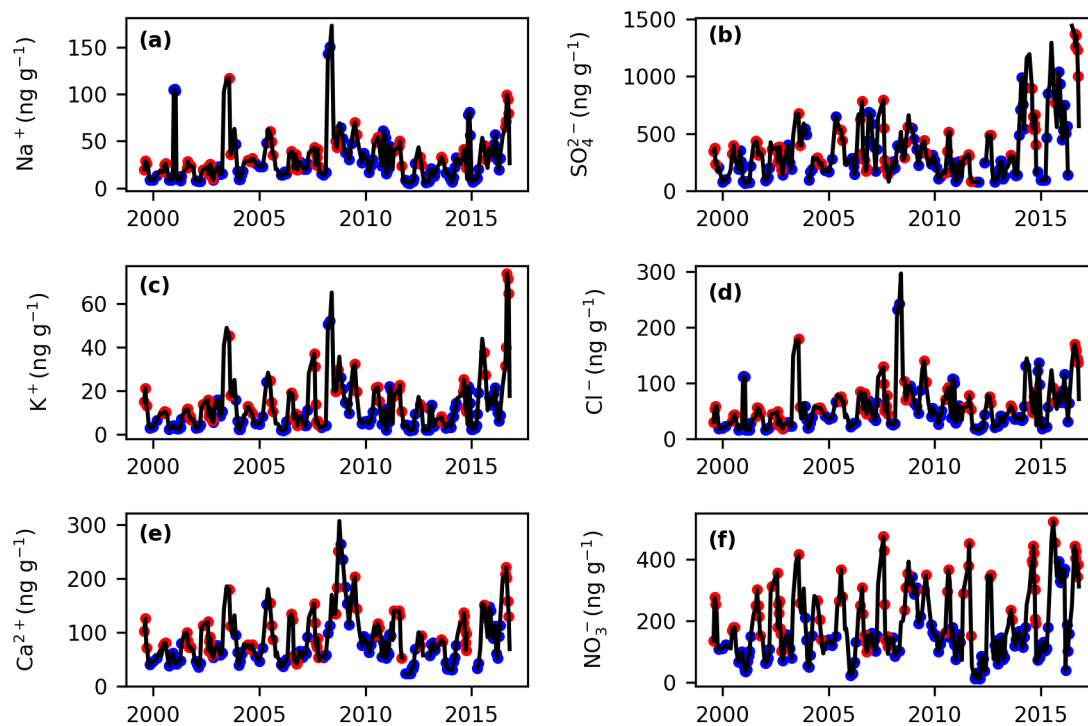 (a)
Na⁺ (ng g⁻¹)
150
100
50
0
2000 2005 2010 2015
(b)
SO₄²⁻ (ng g⁻¹)
1500
1000
500
0
2000 2005 2010 2015
(c)
K⁺ (ng g⁻¹)
60
40
20
0
2000 2005 2010 2015
(d)
Cl⁻ (ng g⁻¹)
300
200
100
0
2000 2005 2010 2015
(e)
Ca²⁺ (ng g⁻¹)
300
200
100
0
2000 2005 2010 2015
(f)
NO₃⁻ (ng g⁻¹)
400
200
0
2000 2005 2010 2015